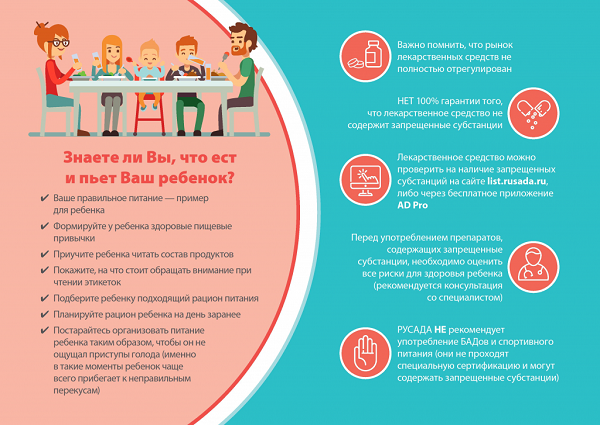 Знаете ли Вы, что ест
и пьет Ваш ребенок?
✔ Ваше правильное питание — пример
для ребенка
✔ Формируйте у ребенка здоровые пищевые
привычки
✔ Приучите ребенка читать состав продуктов
✔ Покажите, на что стоит обращать внимание при
чтении этикеток
✔ Подберите ребенку подходящий рацион питания
✔ Планируйте рацион ребенка на день заранее
✔ Постарайтесь организовать питание
ребенка таким образом, чтобы он не
ощущал приступы голода (именно
в такие моменты ребенок чаще
всего прибегает к неправильным
перекусам)
Важно помнить, что рынок
лекарственных средств не
полностью отрегулирован
НЕТ 100% гарантии того,
что лекарственное средство не
содержит запрещенные субстанции
Лекарственное средство можно
проверить на наличие запрещенных
субстанций на сайте list.rusada.ru,
либо через бесплатное приложение
AD Pro
Перед употреблением препаратов,
содержащих запрещенные
субстанции, необходимо оценить
все риски для здоровья ребенка
(рекомендуется консультация
со специалистом)
РУСАДА НЕ рекомендует
употребление БАДов и спортивного
питания (они не проходят
специальную сертификацию и могут
содержать запрещенные субстанции)